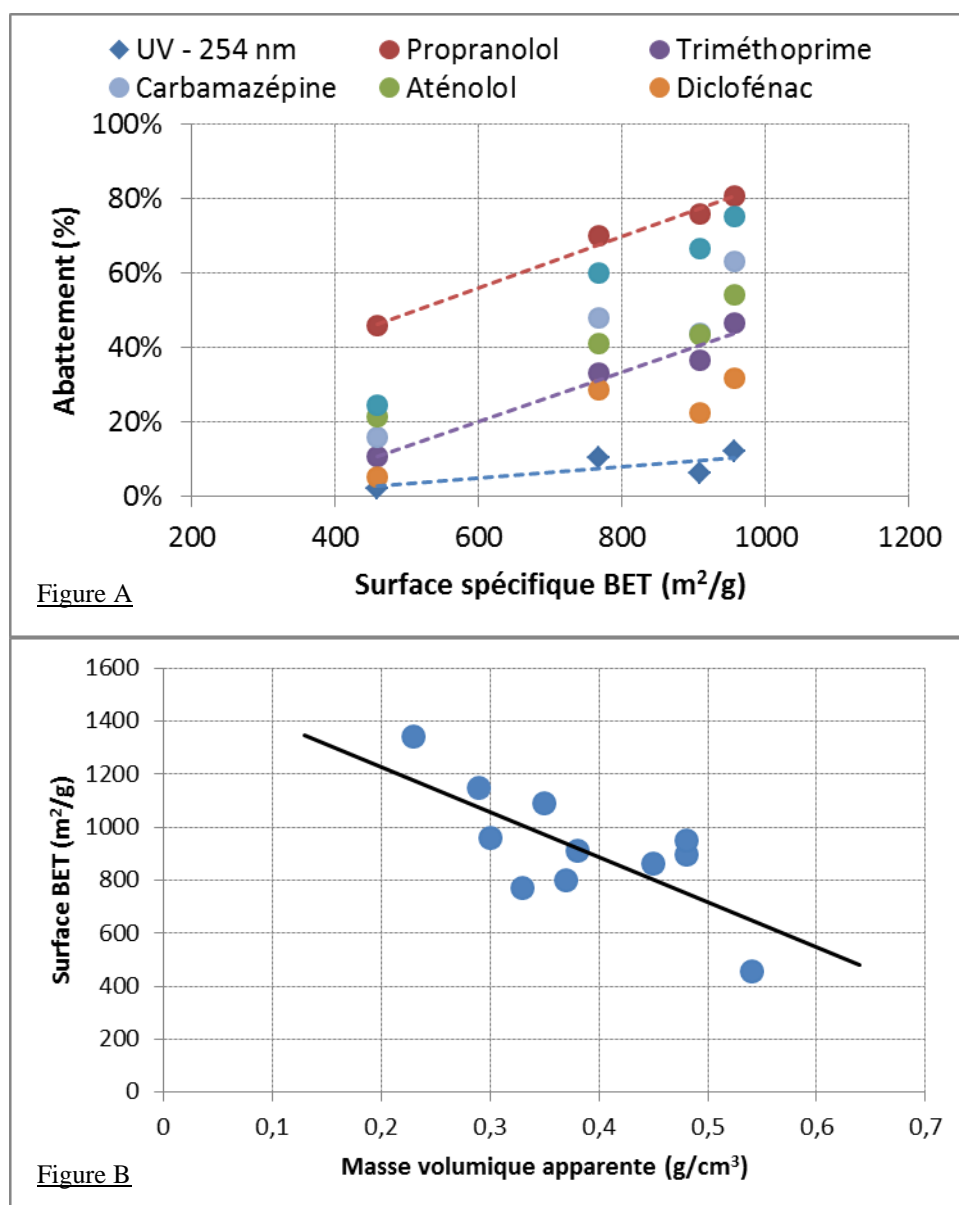 UV - 254 nm Propranolol Triméthoprime
Carbamazépine Aténolol Diclofénac
100%
80%
60%
40%
20%
0%
Abattement (%)
200 400 600 800 1000 1200
Surface spécifique BET (m²/g)
Figure A
1600
1400
1200
1000
800
600
400
200
0
Surface BET (m²/g)
0 0,1 0,2 0,3 0,4 0,5 0,6 0,7
Masse volumique apparente (g/cm³)
Figure B